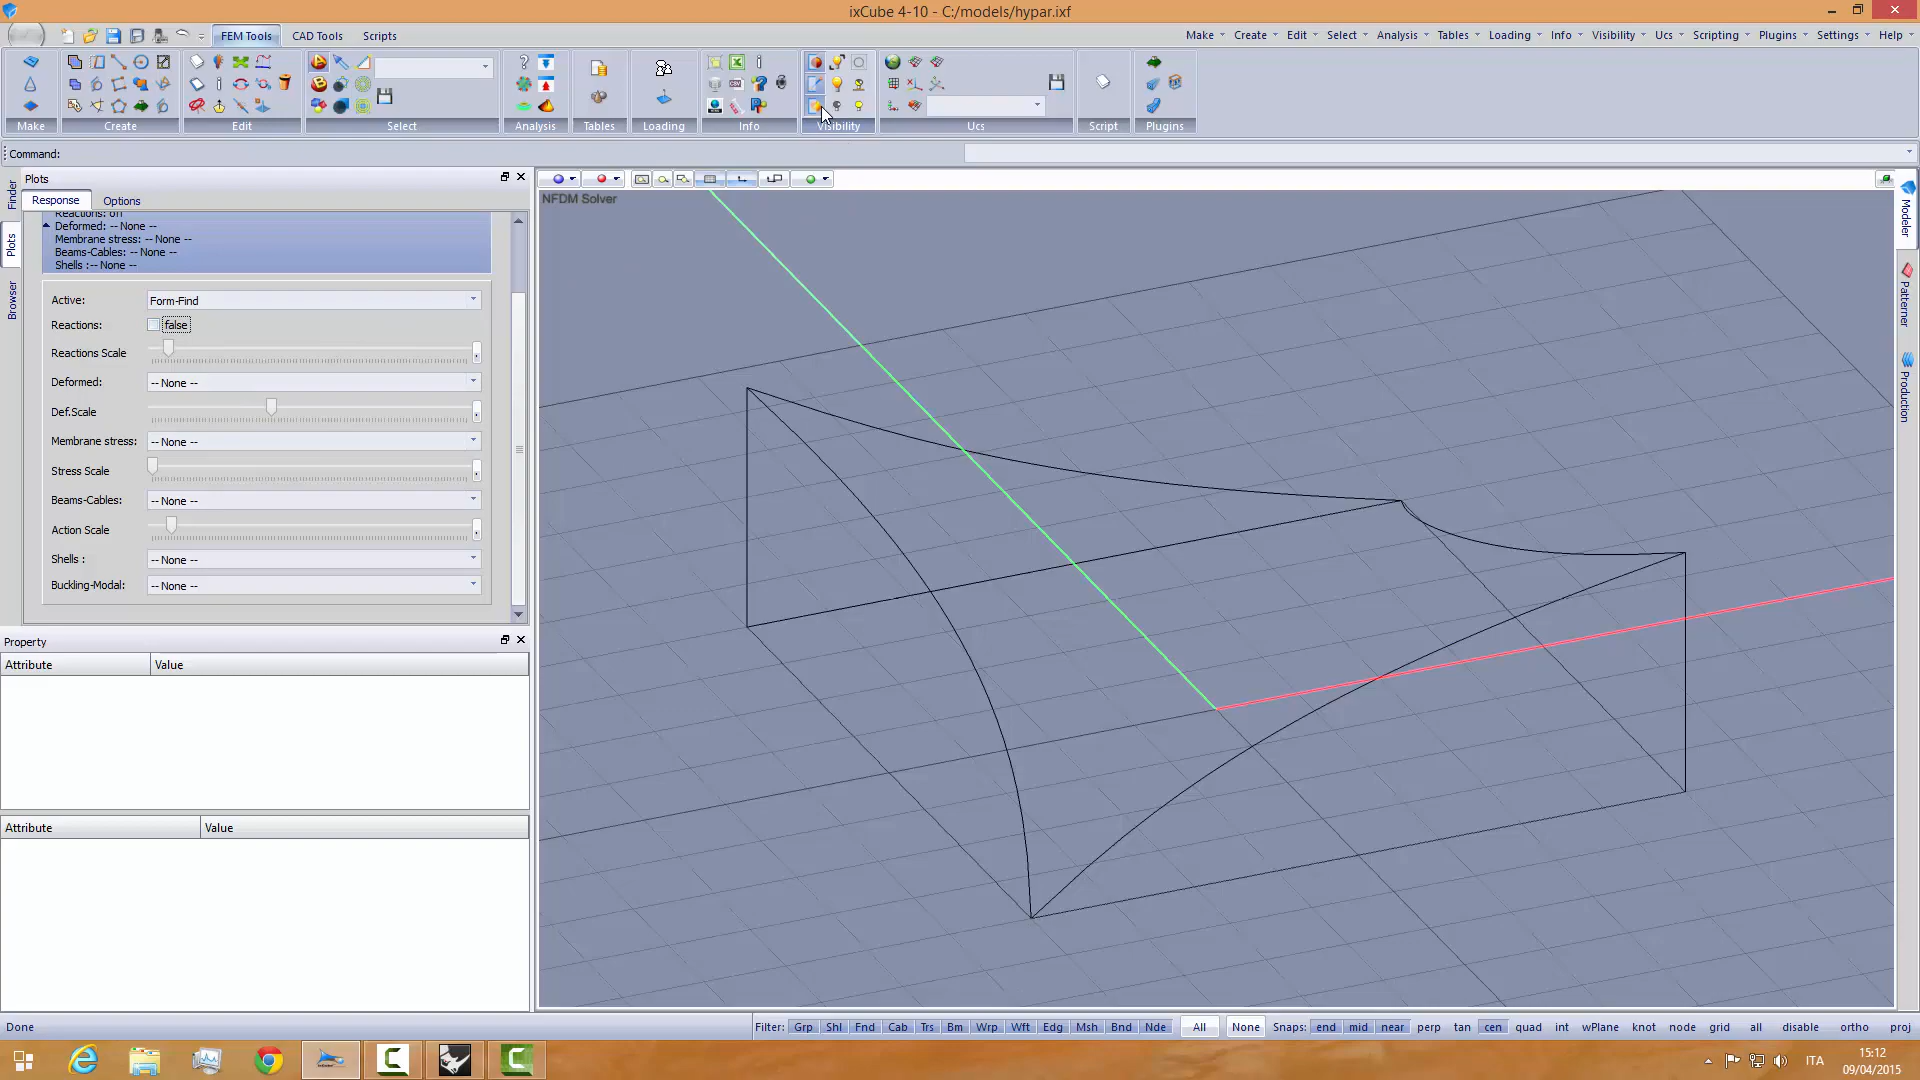 ixCube 4-10 - C:/models/hypar.ixf
FEM Tools
CAD Tools
Scripts
Make
Create
Edit
Select
Analysis
Tables
Loading
Info
Visibility
Ucs
Scripting
Plugins
Settings
Help
Make
Create
Edit
Select
Analysis
Tables
Loading
Info
Visibility
Ucs
Script
Plugins
Command:
Plots
Response
Options
Finder
Plots
Browser
Reactions: off
Deformed: -- None --
Membrane stress: -- None --
Beams-Cables: -- None --
Shells :-- None --
Active: Form-Find
Reactions: false
Reactions Scale
Deformed: -- None --
Def.Scale
Membrane stress: -- None --
Stress Scale
Beams-Cables: -- None --
Action Scale
Shells : -- None --
Buckling-Modal: -- None --
Property
Attribute Value
Attribute Value
NFDM Solver
Modeler
Patterner
Production
Done
Filter: Grp Shl Fnd Cab Trs Bm Wrp Wft Edg Msh Bnd Nde All None Snaps: end mid near perp tan cen quad int wPlane knot node grid all disable ortho proj
ITA
15:12
09/04/2015